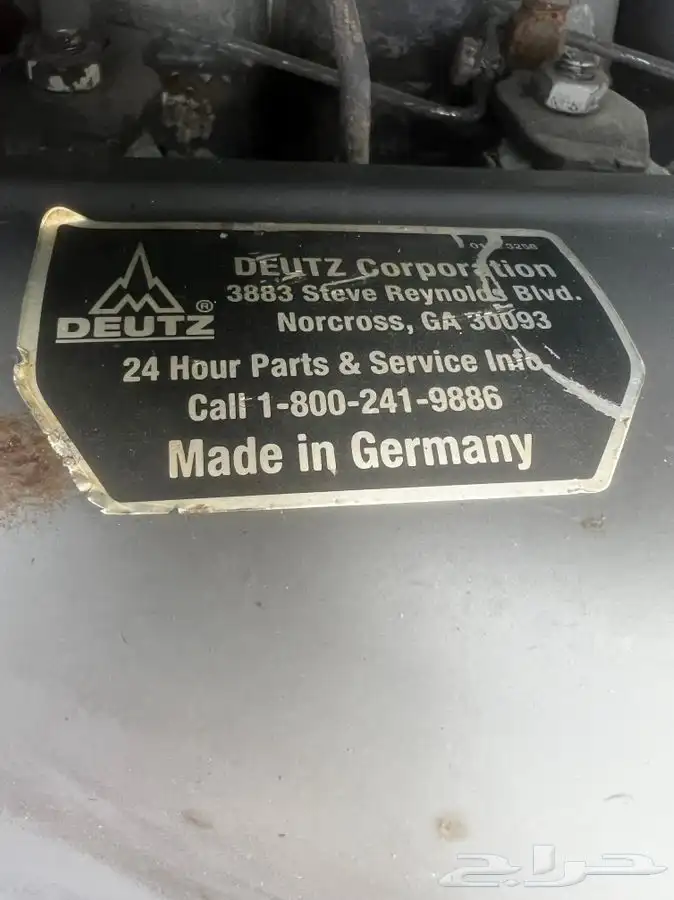 DEUTZ Corporation
3883 Steve Reynolds Blvd.
Norcross, GA 30093
DEUTZ®
24 Hour Parts & Service Info.
Call 1-800-241-9886
Made in Germany
حراج